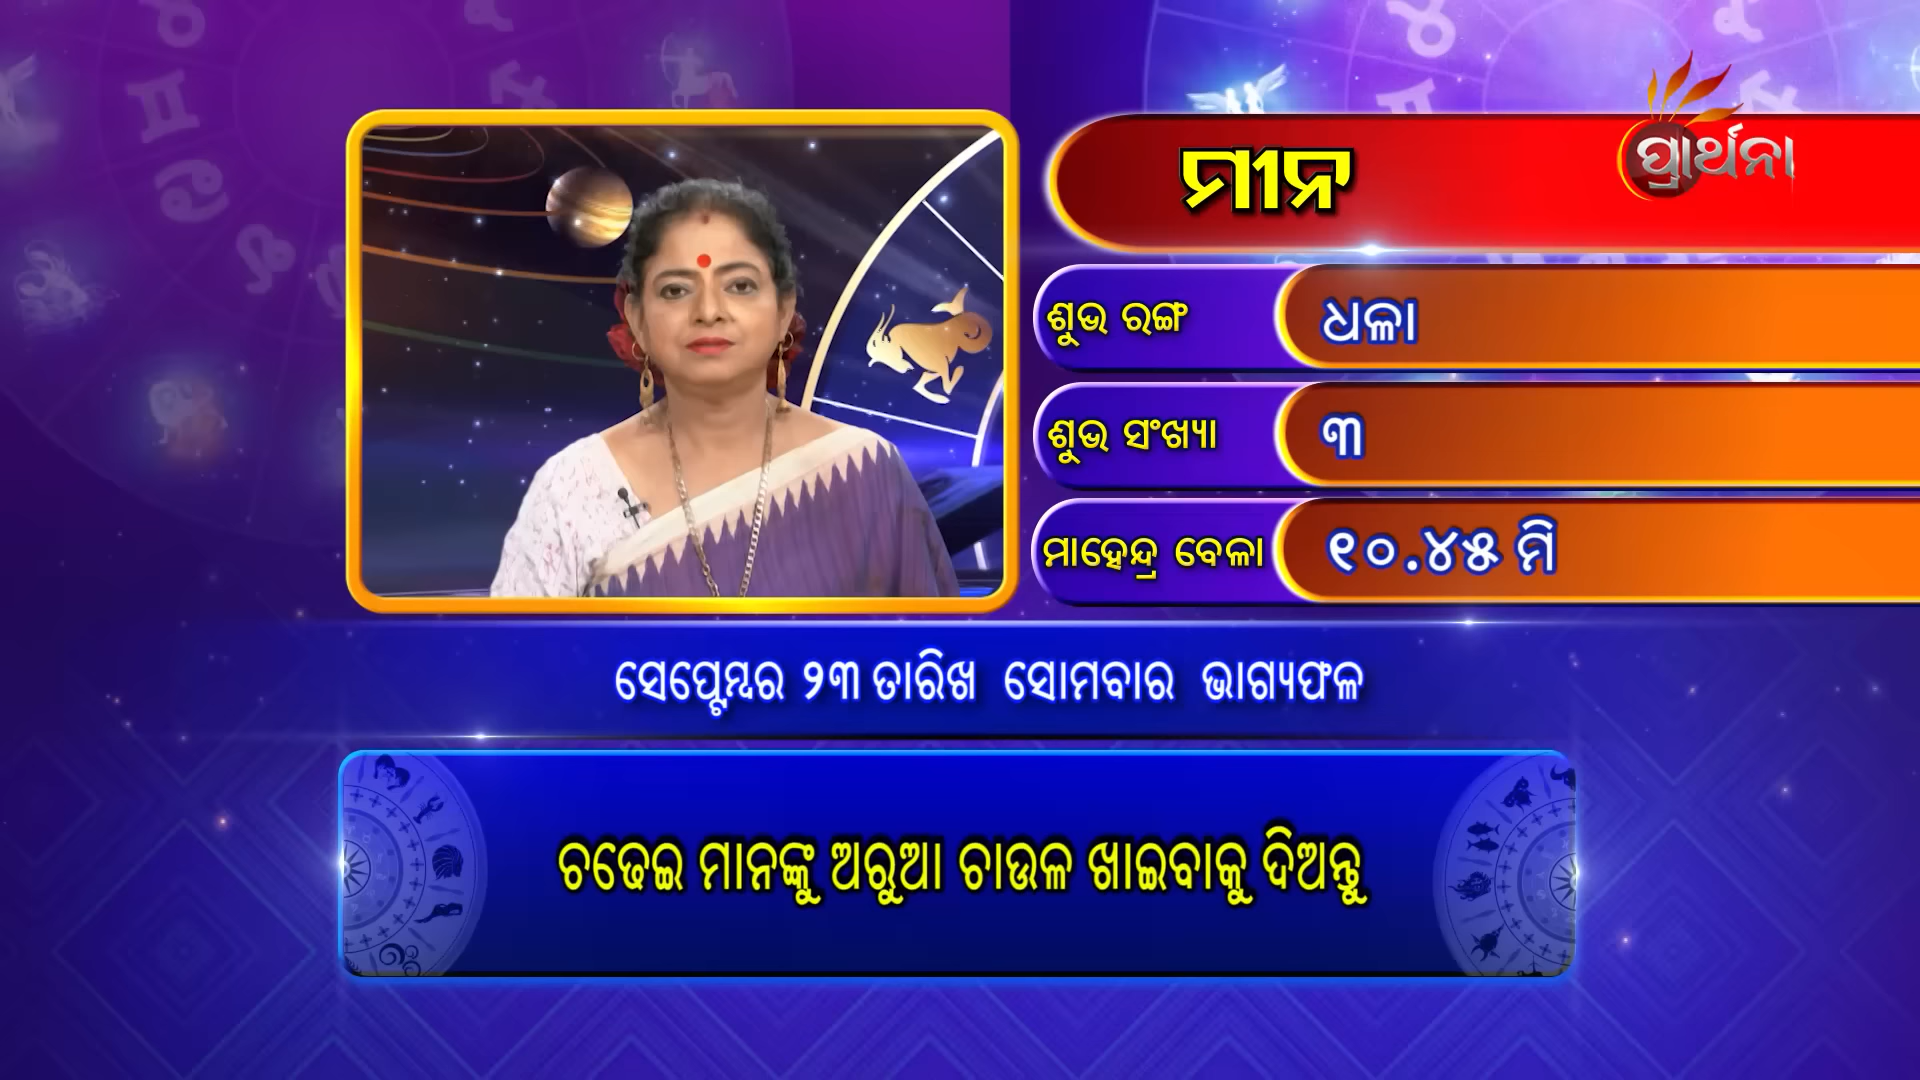 ମୀନ
ପ୍ରାର୍ଥନା
ଶୁଭ ରଙ୍ଗ
ଧଳା
ଶୁଭ ସଂଖ୍ୟା
୩
ମାହେନ୍ଦ୍ର ବେଳା
୧୦.୪୫ ମି
ସେପ୍ଟେମ୍ବର ୨୩ ତାରିଖ ସୋମବାର ଭାଗ୍ୟଫଳ
ଚଢେଇ ମାନଙ୍କୁ ଅରୁଆ ଚାଉଳ ଖାଇବାକୁ ଦିଅନ୍ତୁ